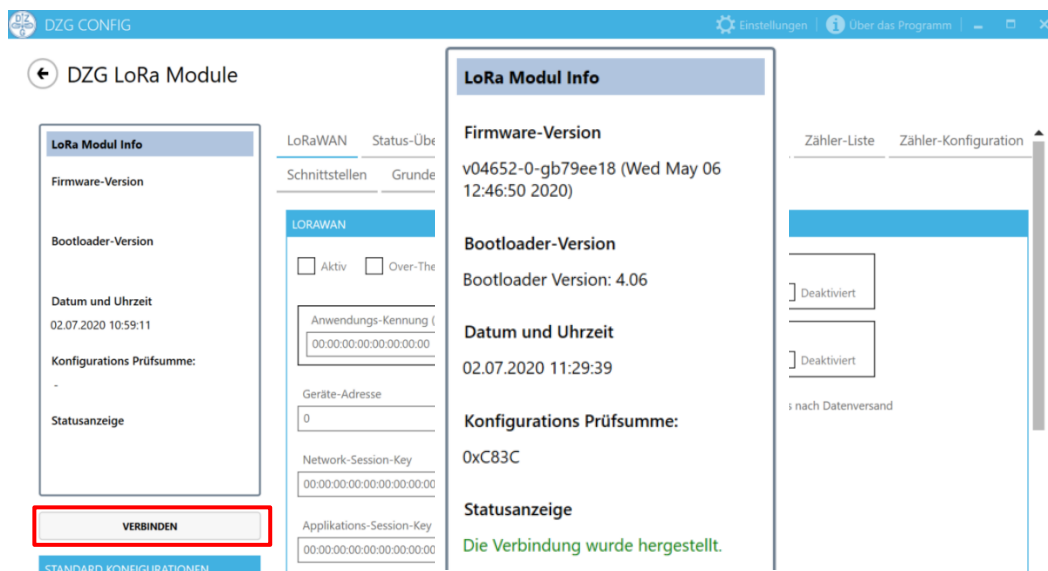 DZG CONFIG
Einstellungen
Über das Programm
DZG LoRa Module
LoRa Modul Info
Firmware-Version
Bootloader-Version
Datum und Uhrzeit
02.07.2020 10:59:11
Konfigurations Prüfsumme:
-
Statusanzeige
VERBINDEN
STANDARD KONFIGURATIONEN
LoRaWAN Status-Übe
Schnittstellen Grunde
LORAWAN
Aktiv Over-The
Anwendungs-Kennung (
00:00:00:00:00:00:00:00
Geräte-Adresse
0
Network-Session-Key
00:00:00:00:00:00:00:00
Applikations-Session-Key
00:00:00:00:00:00:00:00
LoRa Modul Info
Firmware-Version
v04652-0-gb79ee18 (Wed May 06
12:46:50 2020)
Bootloader-Version
Bootloader Version: 4.06
Datum und Uhrzeit
02.07.2020 11:29:39
Konfigurations Prüfsumme:
0xC83C
Statusanzeige
Die Verbindung wurde hergestellt.
Zähler-Liste Zähler-Konfiguration
Deaktiviert
Deaktiviert
s nach Datenversand